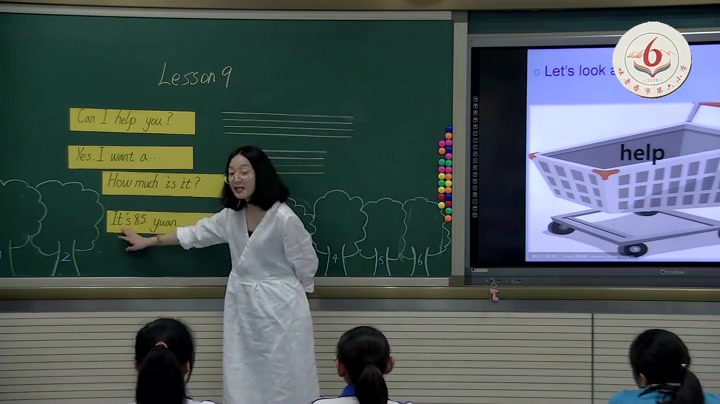 Lesson 9
Can I help you?
Yes. I want a...
How much is it?
It's 85 yuan.
2
4
5
6
Let's look a
help
6